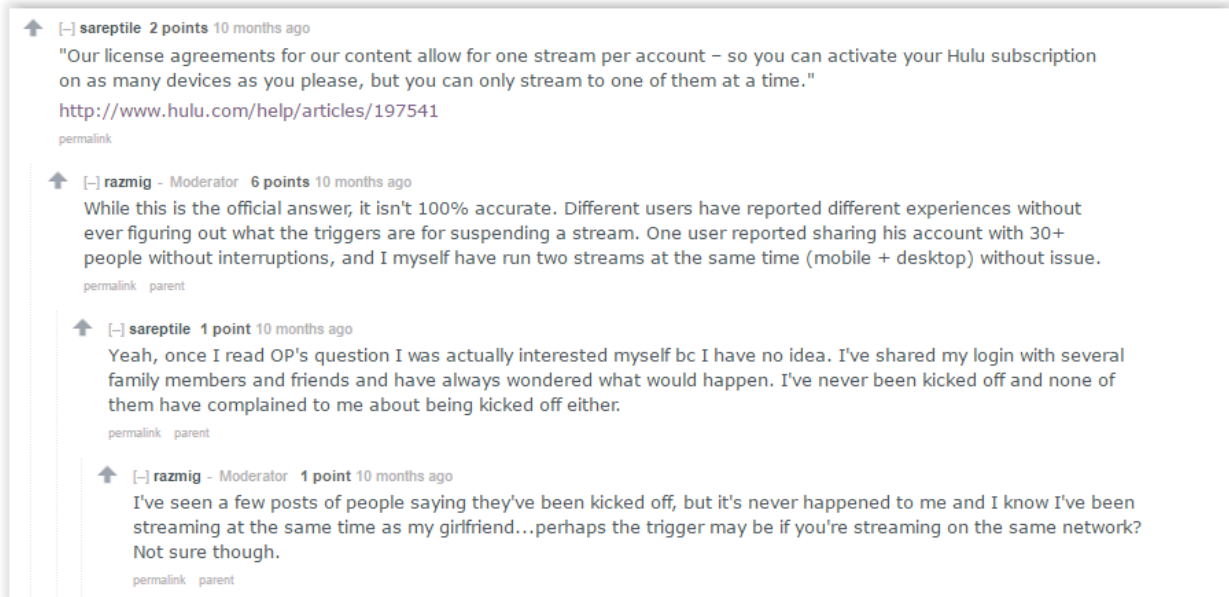 [–] sareptile 2 points 10 months ago
"Our license agreements for our content allow for one stream per account – so you can activate your Hulu subscription
on as many devices as you please, but you can only stream to one of them at a time."
http://www.hulu.com/help/articles/197541
permalink
[–] razmig - Moderator 6 points 10 months ago
While this is the official answer, it isn't 100% accurate. Different users have reported different experiences without
ever figuring out what the triggers are for suspending a stream. One user reported sharing his account with 30+
people without interruptions, and I myself have run two streams at the same time (mobile + desktop) without issue.
permalink parent
[–] sareptile 1 point 10 months ago
Yeah, once I read OP's question I was actually interested myself bc I have no idea. I've shared my login with several
family members and friends and have always wondered what would happen. I've never been kicked off and none of
them have complained to me about being kicked off either.
permalink parent
[–] razmig - Moderator 1 point 10 months ago
I've seen a few posts of people saying they've been kicked off, but it's never happened to me and I know I've been
streaming at the same time as my girlfriend...perhaps the trigger may be if you're streaming on the same network?
Not sure though.
permalink parent